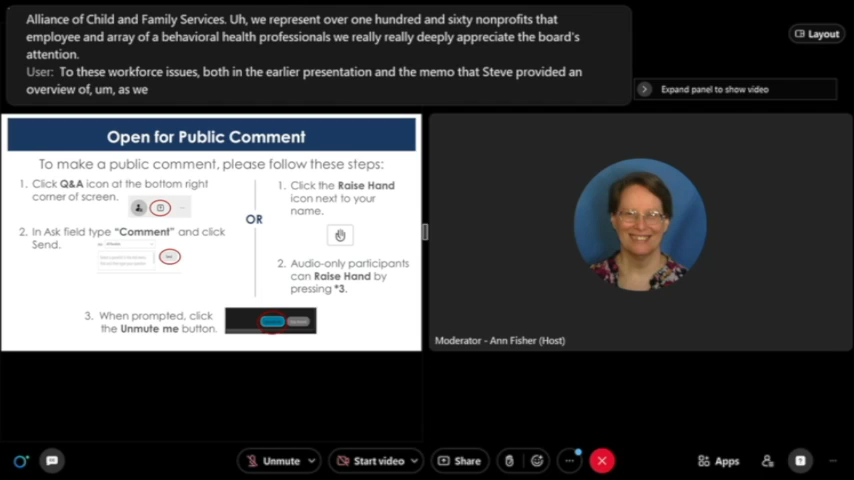 Alliance of Child and Family Services. Uh, we represent over one hundred and sixty nonprofits that
employee and array of a behavioral health professionals we really really deeply appreciate the board's
attention.
User: To these workforce issues, both in the earlier presentation and the memo that Steve provided an
overview of, um, as we
Layout
Expand panel to show video
Open for Public Comment
To make a public comment, please follow these steps:
1. Click Q&A icon at the bottom right
corner of screen.
2. In Ask field type "Comment" and click
Send.
OR
1. Click the Raise Hand
icon next to your
name.
2. Audio-only participants
can Raise Hand by
pressing *3.
3. When prompted, click
the Unmute me button.
Moderator - Ann Fisher (Host)
Unmute
Start video
Share
Apps